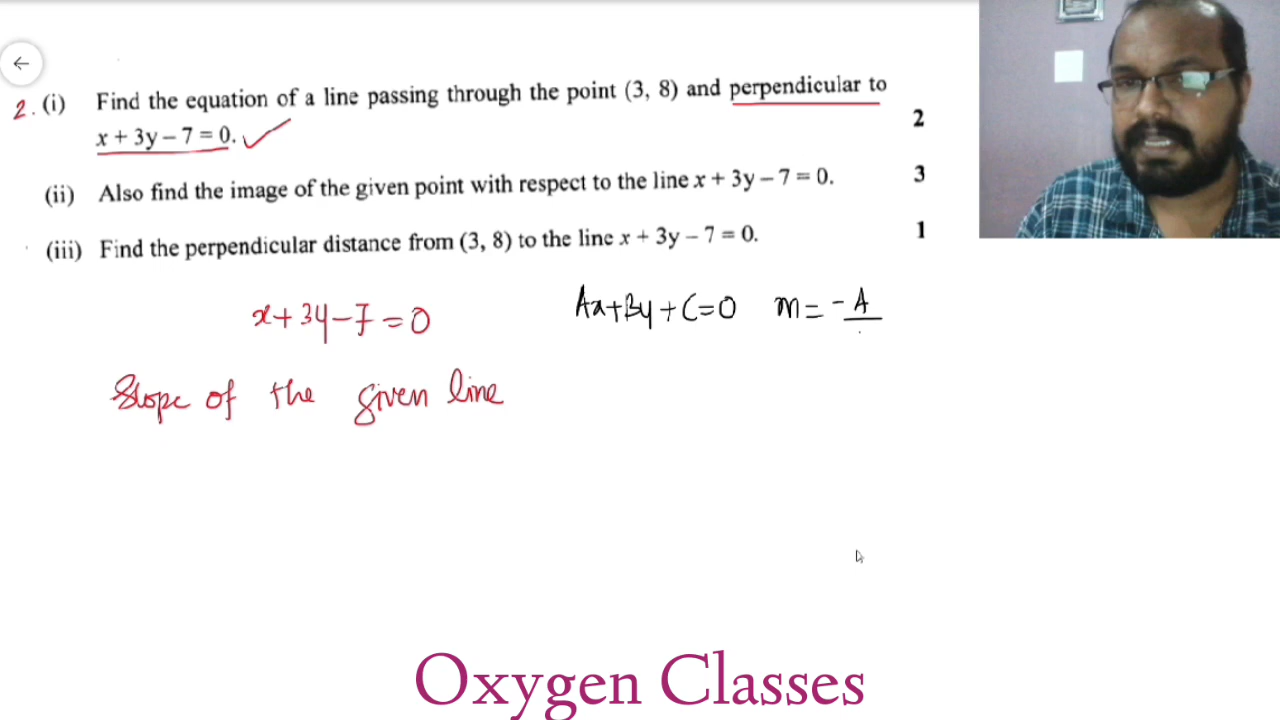 2. (i) Find the equation of a line passing through the point (3, 8) and perpendicular to
x + 3y – 7 = 0.
2
(ii) Also find the image of the given point with respect to the line x + 3y – 7 = 0.
3
(iii) Find the perpendicular distance from (3, 8) to the line x + 3y – 7 = 0.
1
x + 3y – 7 = 0
Ax + By + C = 0 m = -A
Slope of the given line
Oxygen Classes